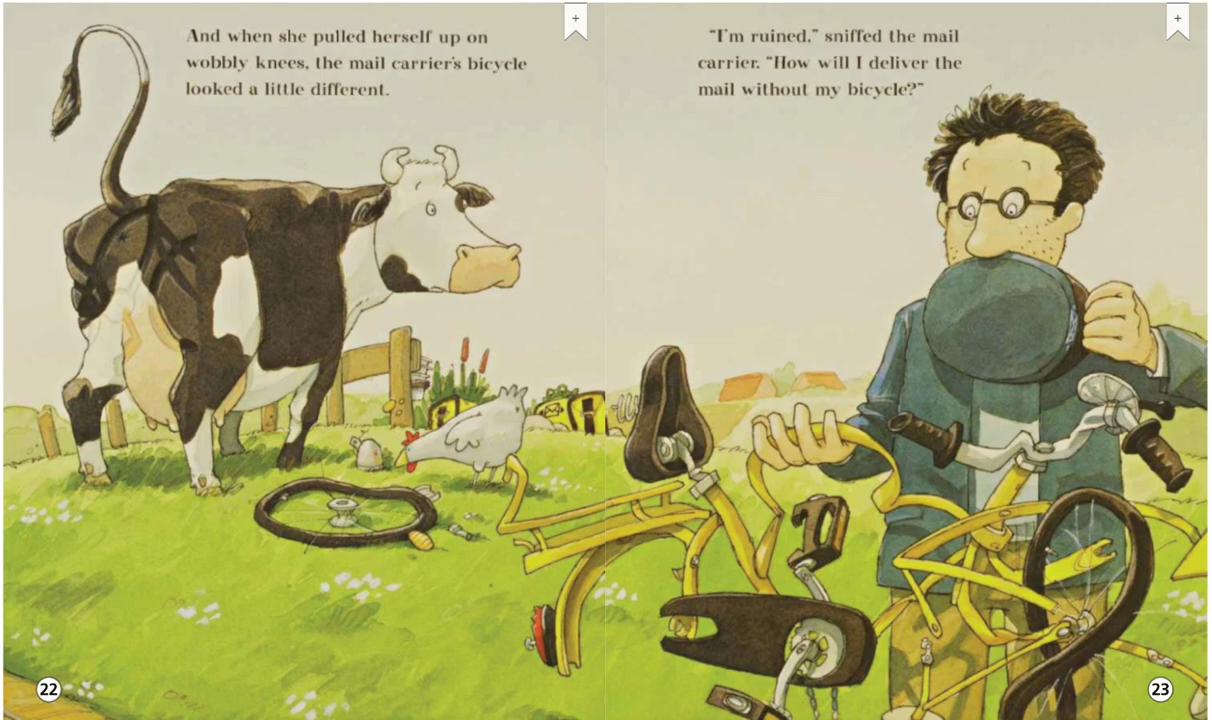 And when she pulled herself up on
wobbly knees, the mail carrier's bicycle
looked a little different.
22
"I'm ruined," sniffed the mail
carrier. "How will I deliver the
mail without my bicycle?"
23